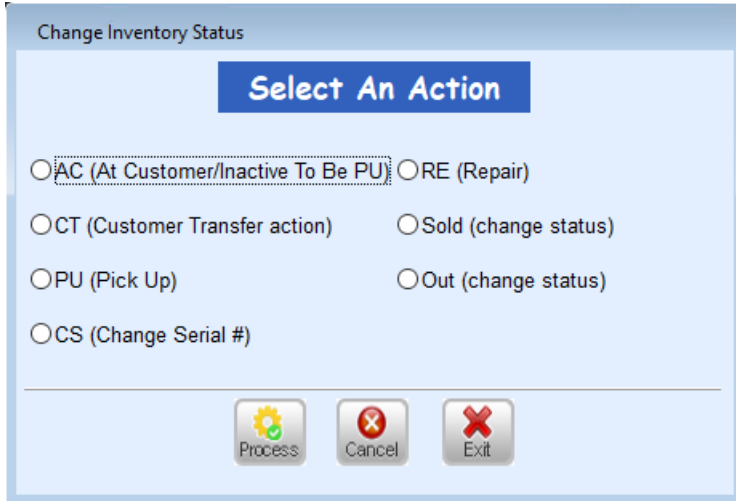 Change Inventory Status
Select An Action
AC (At Customer/Inactive To Be PU)
RE (Repair)
CT (Customer Transfer action)
Sold (change status)
PU (Pick Up)
Out (change status)
CS (Change Serial #)
Process
Cancel
Exit